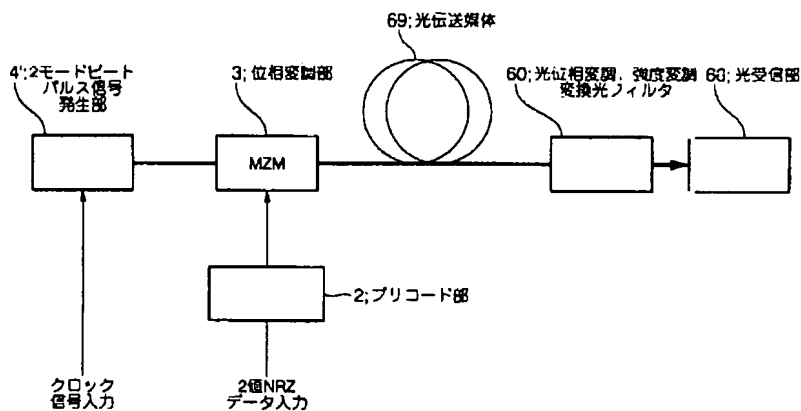 69;光伝送媒体
4';2モードビート
パルス信号
発生部
3;位相変調部
60;光位相変調、強度変調
変換光フィルタ
68;光受信部
MZM
2;プリコード部
クロック
信号入力
2値NRZ
データ入力